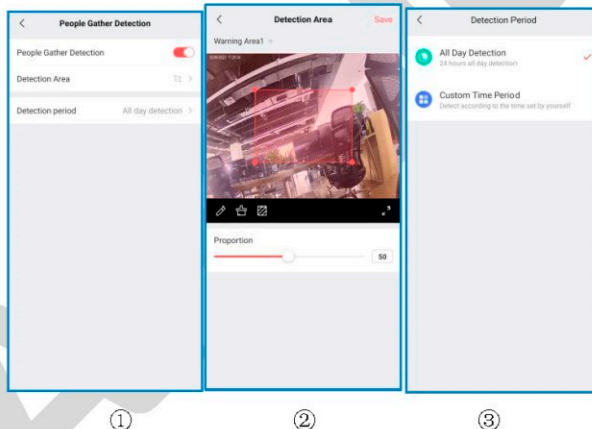 People Gather Detection
People Gather Detection
Detection Area
Detection period All day detection
Detection Area Save
Warning Area1
Proportion
50
Detection Period
All Day Detection
24 hours all day detection
Custom Time Period
Detect according to the time set by yourself
① ② ③